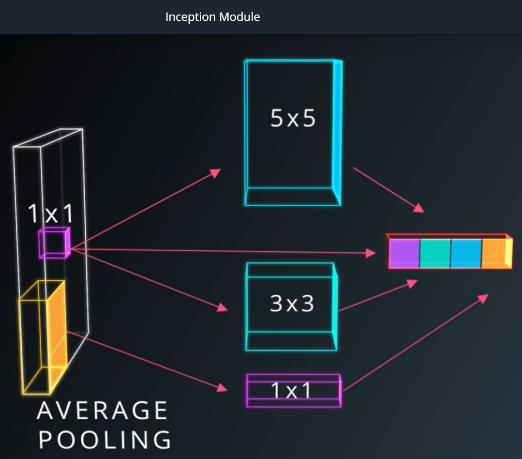 Inception Module
5x5
1x1
3x3
1x1
AVERAGE
POOLING